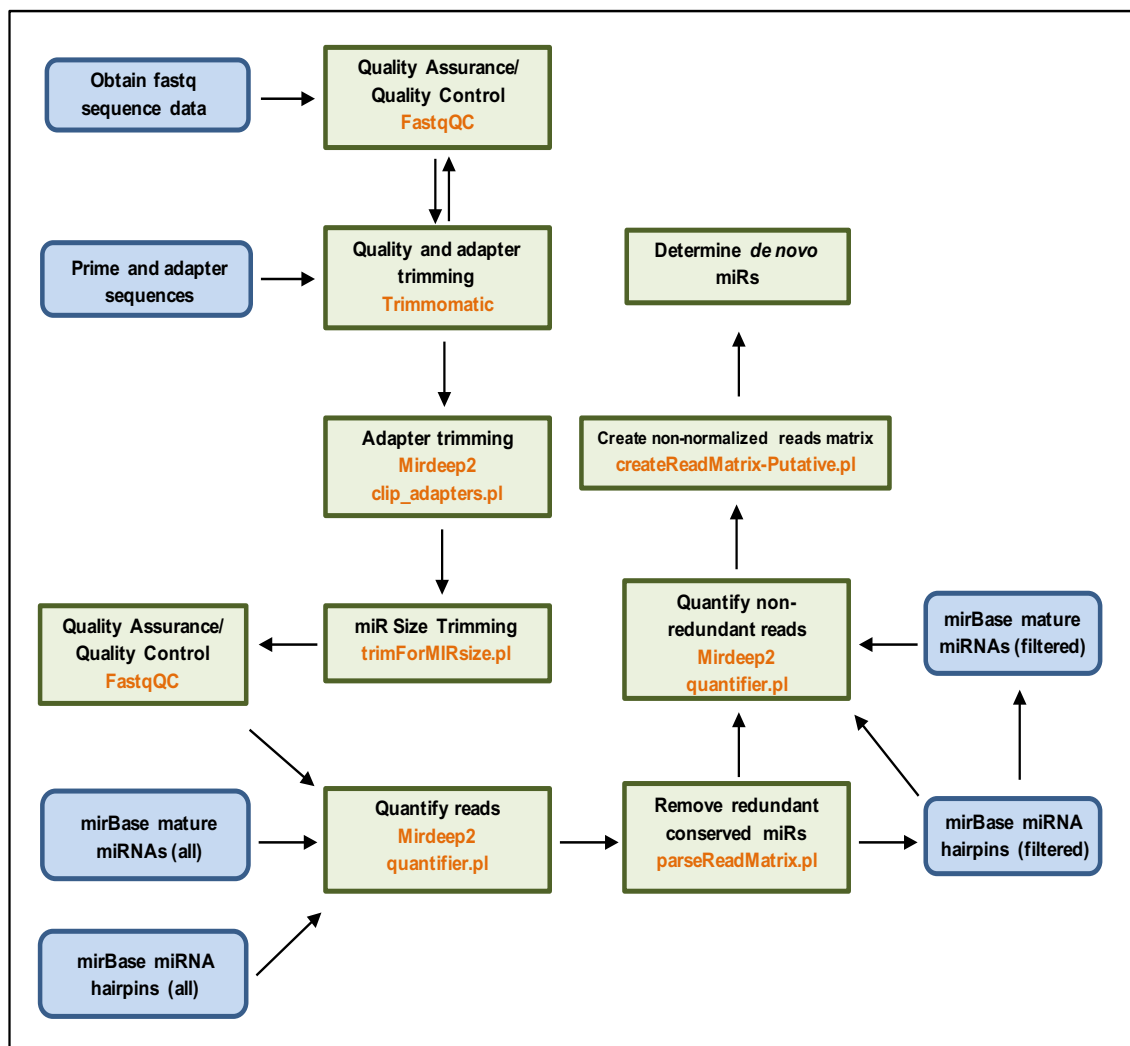 Obtain fastq
sequence data
Quality Assurance/
Quality Control
FastqQC
Prime and adapter
sequences
Quality and adapter
trimming
Trimmomatic
Determine de novo
miRs
Adapter trimming
Mirdeep2
clip_adapters.pl
Create non-normalized reads matrix
createReadMatrix-Putative.pl
Quality Assurance/
Quality Control
FastqQC
miR Size Trimming
trimForMIRsize.pl
Quantify non-
redundant reads
Mirdeep2
quantifier.pl
mirBase mature
miRNAs (filtered)
mirBase mature
miRNAs (all)
Quantify reads
Mirdeep2
quantifier.pl
Remove redundant
conserved miRs
parseReadMatrix.pl
mirBase miRNA
hairpins (filtered)
mirBase miRNA
hairpins (all)